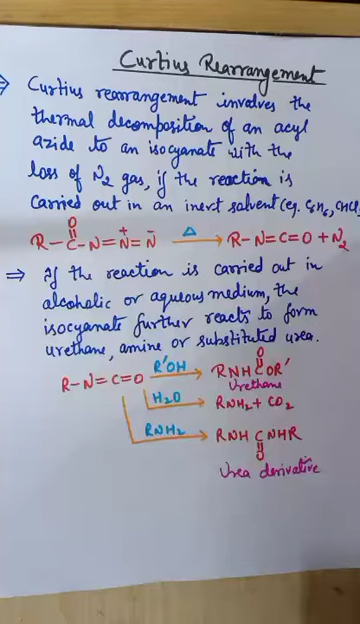 Curtius Rearrangement
⇒ Curtius rearrangement involves the
thermal decomposition of an acyl
azide to an isocyanate with the
loss of N2 gas, if the reaction is
carried out in an inert solvent (eg. C6H6, CHCl
O
R-C-N=N⁺=N⁻ Δ→ R-N=C=O + N2
⇒ If the reaction is carried out in
alcoholic or aqueous medium, the
isocyanate further reacts to form
urethane, amine or substituted urea.
O
R-N=C=O R'OH→ RNHCOR'
Urethane
H2O→ RNH2 + CO2
RNH2→ RNH C NHR
O
Urea derivative